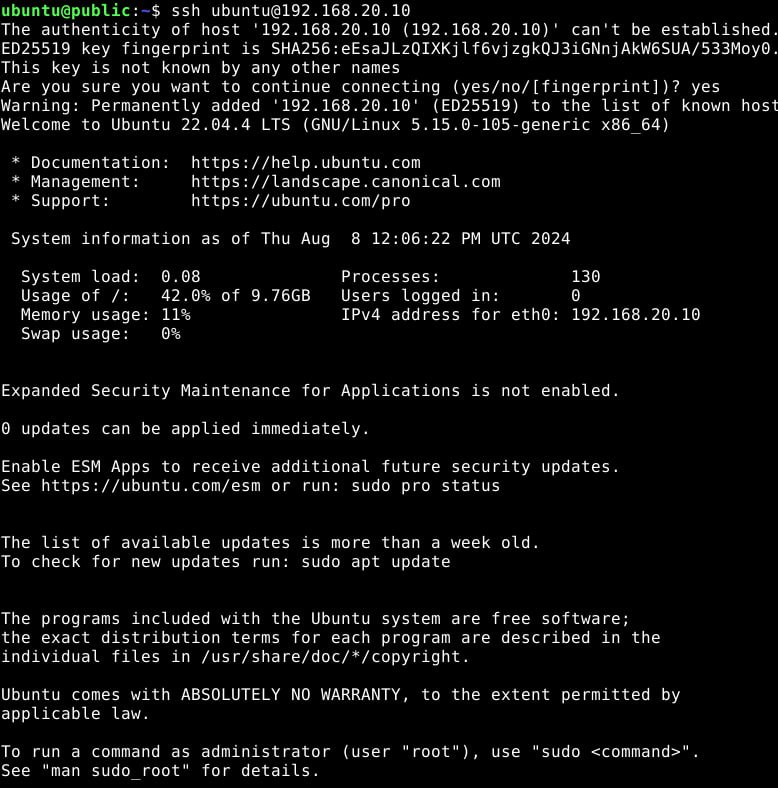 ubuntu@public:~$ ssh ubuntu@192.168.20.10
The authenticity of host '192.168.20.10 (192.168.20.10)' can't be established.
ED25519 key fingerprint is SHA256:eEsaJLzQIXKjlf6vjzgkQJ3iGNnjAkW6SUA/533Moy0.
This key is not known by any other names
Are you sure you want to continue connecting (yes/no/[fingerprint])? yes
Warning: Permanently added '192.168.20.10' (ED25519) to the list of known host
Welcome to Ubuntu 22.04.4 LTS (GNU/Linux 5.15.0-105-generic x86_64)
* Documentation:  https://help.ubuntu.com
* Management:     https://landscape.canonical.com
* Support:        https://ubuntu.com/pro
System information as of Thu Aug  8 12:06:22 PM UTC 2024
System load:  0.08              Processes:             130
Usage of /:   42.0% of 9.76GB   Users logged in:       0
Memory usage: 11%               IPv4 address for eth0: 192.168.20.10
Swap usage:   0%
Expanded Security Maintenance for Applications is not enabled.
0 updates can be applied immediately.
Enable ESM Apps to receive additional future security updates.
See https://ubuntu.com/esm or run: sudo pro status
The list of available updates is more than a week old.
To check for new updates run: sudo apt update
The programs included with the Ubuntu system are free software;
the exact distribution terms for each program are described in the
individual files in /usr/share/doc/*/copyright.
Ubuntu comes with ABSOLUTELY NO WARRANTY, to the extent permitted by
applicable law.
To run a command as administrator (user "root"), use "sudo <command>".
See "man sudo_root" for details.